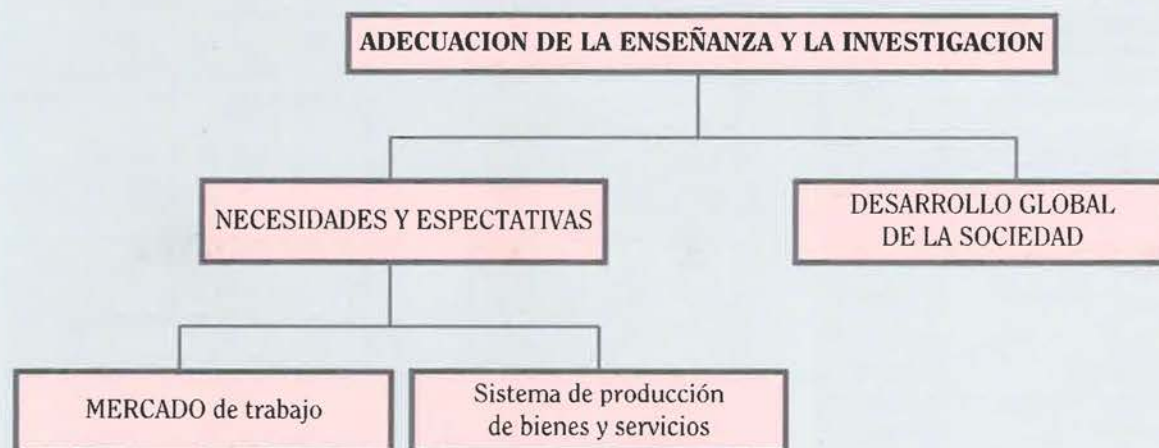 ADECUACION DE LA ENSEÑANZA Y LA INVESTIGACION
NECESIDADES Y ESPECTATIVAS
DESARROLLO GLOBAL
DE LA SOCIEDAD
MERCADO de trabajo
Sistema de producción
de bienes y servicios